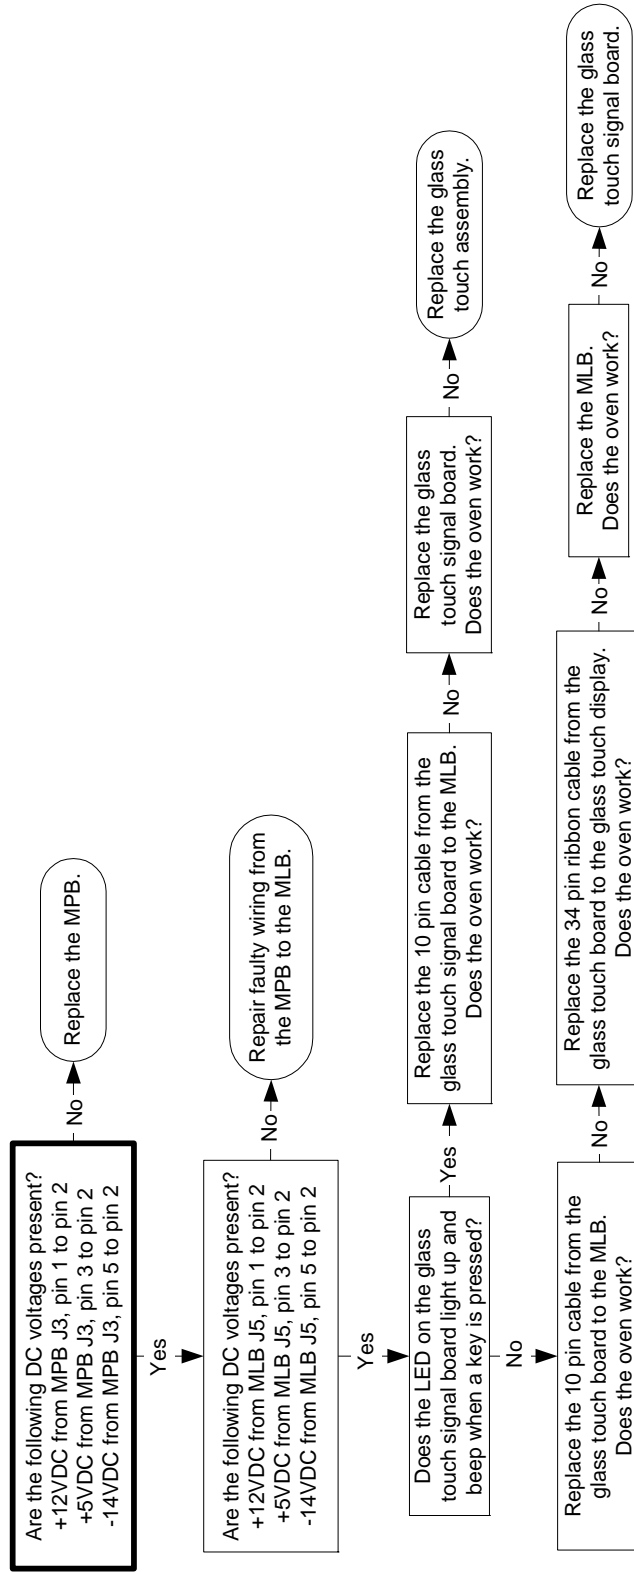 Are the following DC voltages present?
+12VDC from MPB J3, pin 1 to pin 2
+5VDC from MPB J3, pin 3 to pin 2
-14VDC from MPB J3, pin 5 to pin 2
No
Replace the MPB.
Yes
Are the following DC voltages present?
+12VDC from MLB J5, pin 1 to pin 2
+5VDC from MLB J5, pin 3 to pin 2
-14VDC from MLB J5, pin 5 to pin 2
No
Repair faulty wiring from
the MPB to the MLB.
Yes
Does the LED on the glass
touch signal board light up and
beep when a key is pressed?
Yes
Replace the 10 pin cable from the
glass touch signal board to the MLB.
Does the oven work?
No
Replace the glass
touch signal board.
Does the oven work?
No
Replace the glass
touch assembly.
No
Replace the 10 pin cable from the
glass touch board to the MLB.
Does the oven work?
No
Replace the 34 pin ribbon cable from the
glass touch board to the glass touch display.
Does the oven work?
No
Replace the MLB.
Does the oven work?
No
Replace the glass
touch signal board.